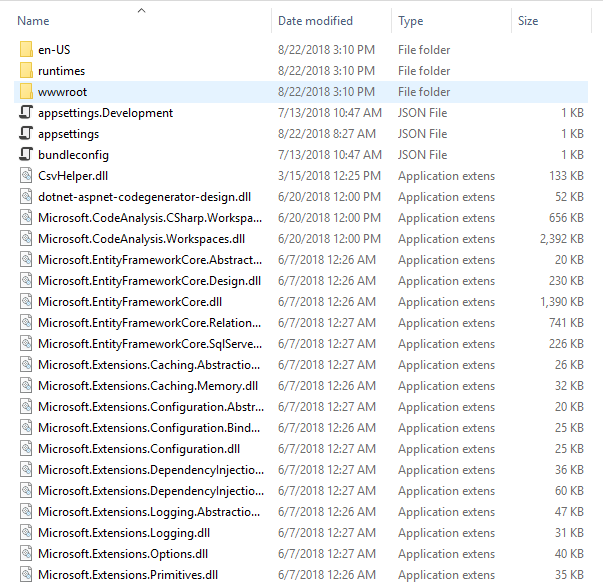 Name Date modified Type Size
en-US 8/22/2018 3:10 PM File folder
runtimes 8/22/2018 3:10 PM File folder
wwwroot 8/22/2018 3:10 PM File folder
appsettings.Development 7/13/2018 10:47 AM JSON File 1 KB
appsettings 8/22/2018 8:27 AM JSON File 1 KB
bundleconfig 7/13/2018 10:47 AM JSON File 1 KB
CsvHelper.dll 3/15/2018 12:25 PM Application extens 133 KB
dotnet-aspnet-codegenerator-design.dll 6/20/2018 12:00 PM Application extens 52 KB
Microsoft.CodeAnalysis.CSharp.Workspa... 6/20/2018 12:00 PM Application extens 656 KB
Microsoft.CodeAnalysis.Workspaces.dll 6/20/2018 12:00 PM Application extens 2,392 KB
Microsoft.EntityFrameworkCore.Abstract... 6/7/2018 12:26 AM Application extens 20 KB
Microsoft.EntityFrameworkCore.Design.dll 6/7/2018 12:26 AM Application extens 230 KB
Microsoft.EntityFrameworkCore.dll 6/7/2018 12:26 AM Application extens 1,390 KB
Microsoft.EntityFrameworkCore.Relation... 6/7/2018 12:27 AM Application extens 741 KB
Microsoft.EntityFrameworkCore.SqlServe... 6/7/2018 12:27 AM Application extens 226 KB
Microsoft.Extensions.Caching.Abstractio... 6/7/2018 12:27 AM Application extens 26 KB
Microsoft.Extensions.Caching.Memory.dll 6/7/2018 12:26 AM Application extens 32 KB
Microsoft.Extensions.Configuration.Abstr... 6/7/2018 12:27 AM Application extens 20 KB
Microsoft.Extensions.Configuration.Bind... 6/7/2018 12:26 AM Application extens 25 KB
Microsoft.Extensions.Configuration.dll 6/7/2018 12:27 AM Application extens 25 KB
Microsoft.Extensions.DependencyInjectio... 6/7/2018 12:27 AM Application extens 36 KB
Microsoft.Extensions.DependencyInjectio... 6/7/2018 12:27 AM Application extens 60 KB
Microsoft.Extensions.Logging.Abstractio... 6/7/2018 12:26 AM Application extens 47 KB
Microsoft.Extensions.Logging.dll 6/7/2018 12:27 AM Application extens 31 KB
Microsoft.Extensions.Options.dll 6/7/2018 12:27 AM Application extens 40 KB
Microsoft.Extensions.Primitives.dll 6/7/2018 12:26 AM Application extens 35 KB